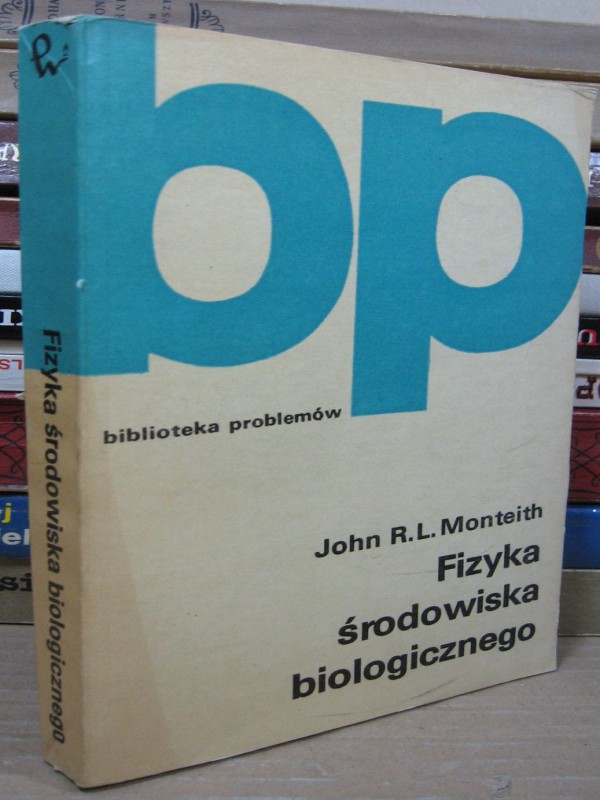 bp
biblioteka problemów
John R.L. Monteith
Fizyka
środowiska
biologicznego
Fizyka środowiska biologicznego